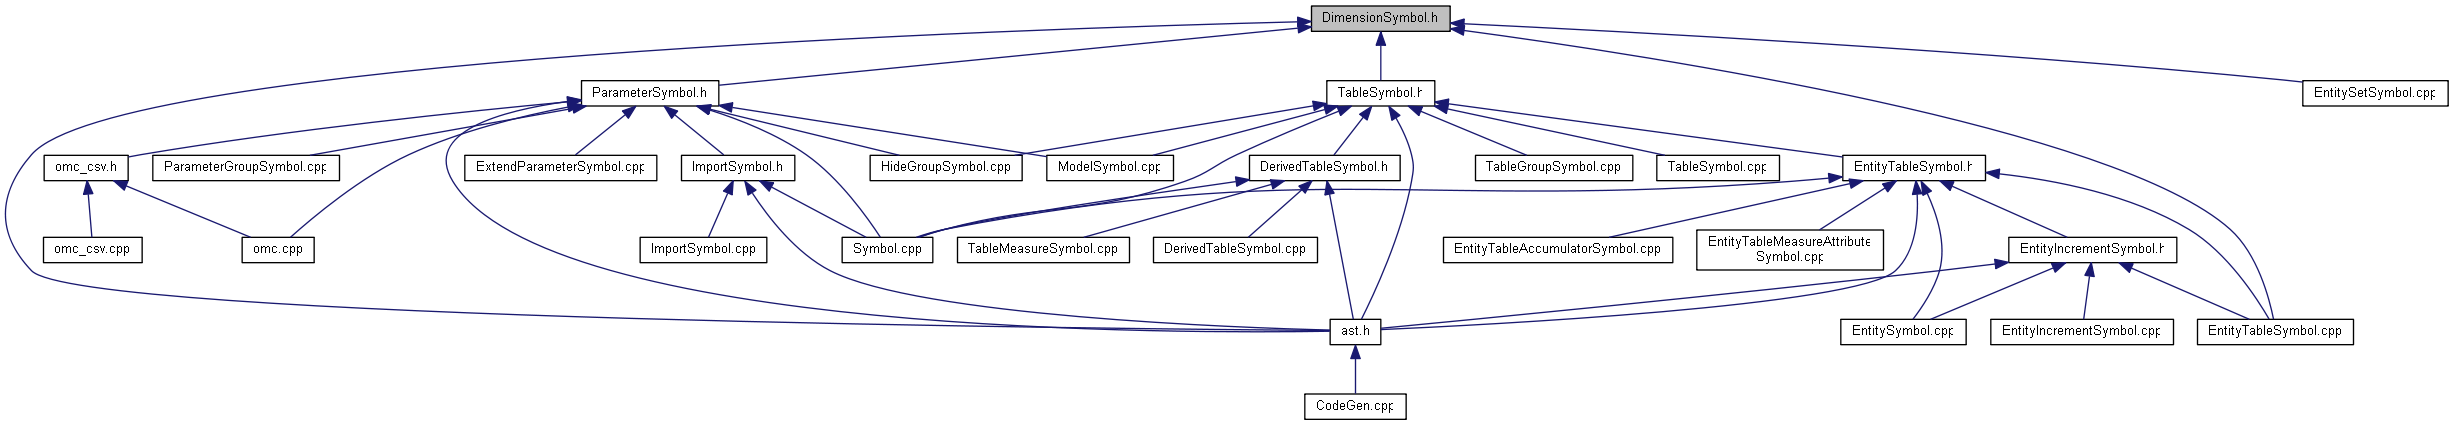 DimensionSymbol.h
ParameterSymbol.h
TableSymbol.h
EntitySetSymbol.cpp
omc_csv.h
ParameterGroupSymbol.cpp
ExtendParameterSymbol.cpp
ImportSymbol.h
HideGroupSymbol.cpp
ModelSymbol.cpp
DerivedTableSymbol.h
TableGroupSymbol.cpp
TableSymbol.cpp
EntityTableSymbol.h
omc_csv.cpp
omc.cpp
ImportSymbol.cpp
Symbol.cpp
TableMeasureSymbol.cpp
DerivedTableSymbol.cpp
EntityTableAccumulatorSymbol.cpp
EntityTableMeasureAttribute
Symbol.cpp
EntityIncrementSymbol.h
ast.h
EntitySymbol.cpp
EntityIncrementSymbol.cpp
EntityTableSymbol.cpp
CodeGen.cpp